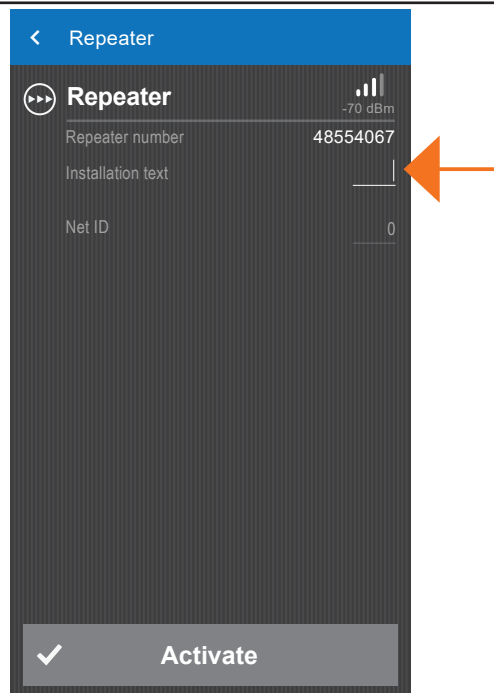 Repeater
Repeater
-70 dBm
Repeater number 48554067
Installation text
Net ID 0
Activate